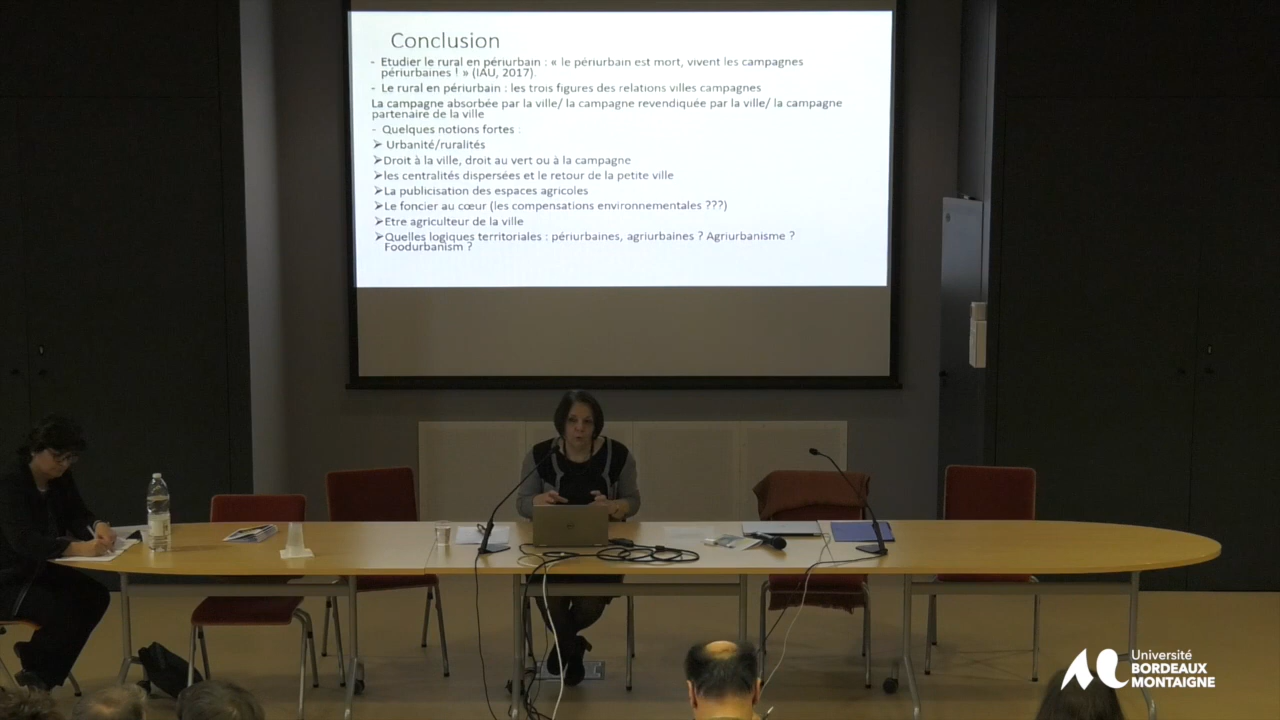 Conclusion
- Etudier le rural en périurbain : « le périurbain est mort, vivent les campagnes
périurbaines ! » (IAU, 2017).
- Le rural en périurbain : les trois figures des relations villes campagnes
La campagne absorbée par la ville/ la campagne revendiquée par la ville/ la campagne
partenaire de la ville
- Quelques notions fortes :
➢ Urbanité/ruralités
➢Droit à la ville, droit au vert ou à la campagne
➢les centralités dispersées et le retour de la petite ville
➢La publicisation des espaces agricoles
➢Le foncier au cœur (les compensations environnementales ???)
➢Etre agriculteur de la ville
➢Quelles logiques territoriales : périurbaines, agriurbaines ? Agriurbanisme ?
Foodurbanism ?
Université
BORDEAUX
MONTAIGNE